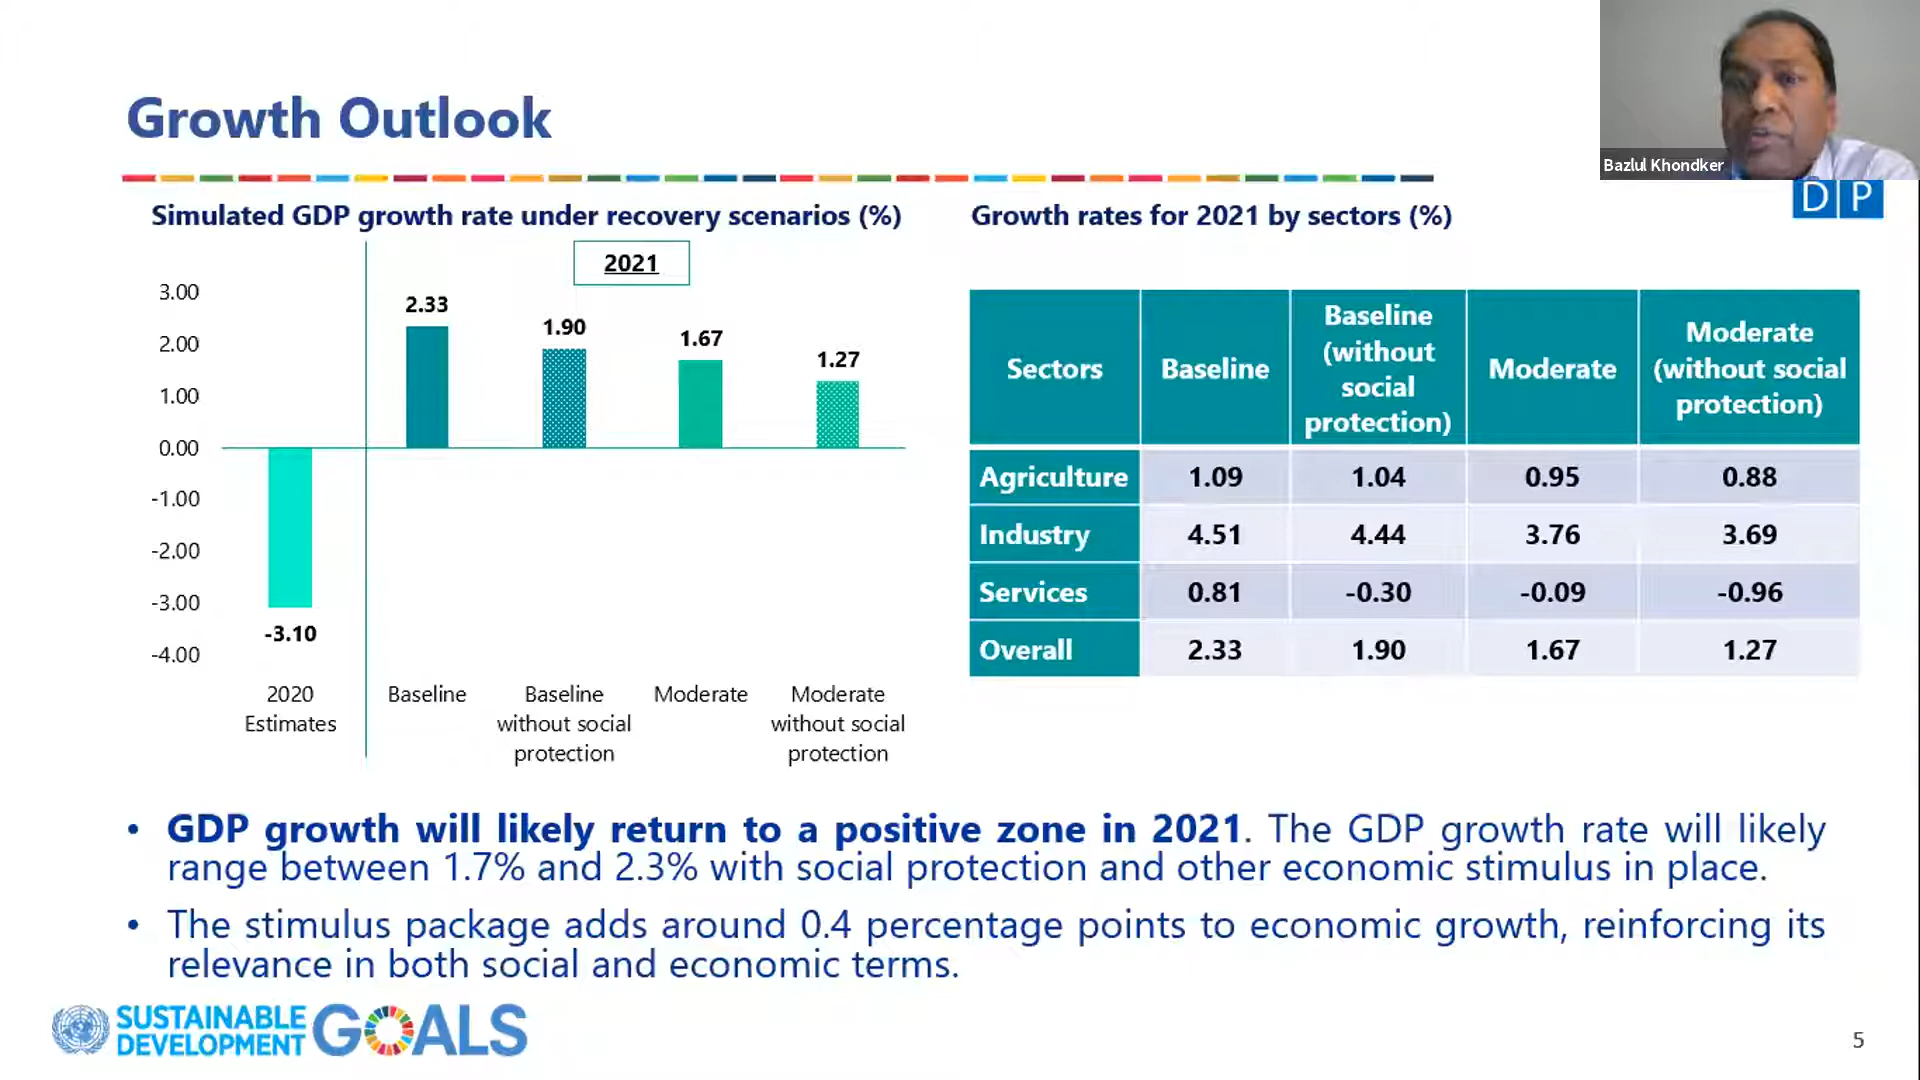 Bazlul Khondker
DP
Growth Outlook
Simulated GDP growth rate under recovery scenarios (%)
2021
3.00
2.00
1.00
0.00
-1.00
-2.00
-3.00
-4.00
2.33
1.90
1.67
1.27
-3.10
2020
Estimates
Baseline
Baseline
without social
protection
Moderate
Moderate
without social
protection
Growth rates for 2021 by sectors (%)
Sectors
Baseline
Baseline
(without
social
protection)
Moderate
Moderate
(without social
protection)
Agriculture 1.09 1.04 0.95 0.88
Industry 4.51 4.44 3.76 3.69
Services 0.81 -0.30 -0.09 -0.96
Overall 2.33 1.90 1.67 1.27
• GDP growth will likely return to a positive zone in 2021. The GDP growth rate will likely
range between 1.7% and 2.3% with social protection and other economic stimulus in place.
• The stimulus package adds around 0.4 percentage points to economic growth, reinforcing its
relevance in both social and economic terms.
SUSTAINABLE
DEVELOPMENT
GOALS
5